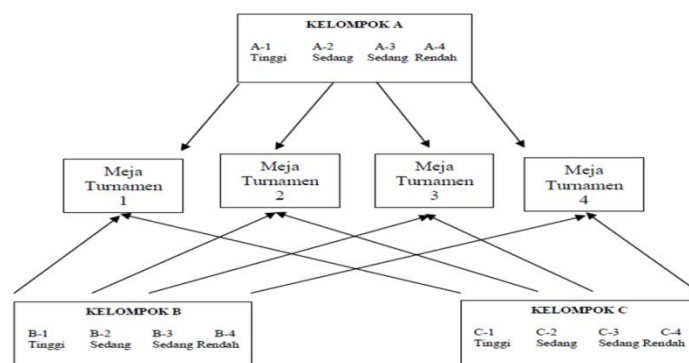 KELOMPOK A
A-1 A-2 A-3 A-4
Tinggi Sedang Sedang Rendah
Meja
Turnamen
1
Meja
Turnamen
2
Meja
Turnamen
3
Meja
Turnamen
4
KELOMPOK B
B-1 B-2 B-3 B-4
Tinggi Sedang Sedang Rendah
KELOMPOK C
C-1 C-2 C-3 C-4
Tinggi Sedang Sedang Rendah